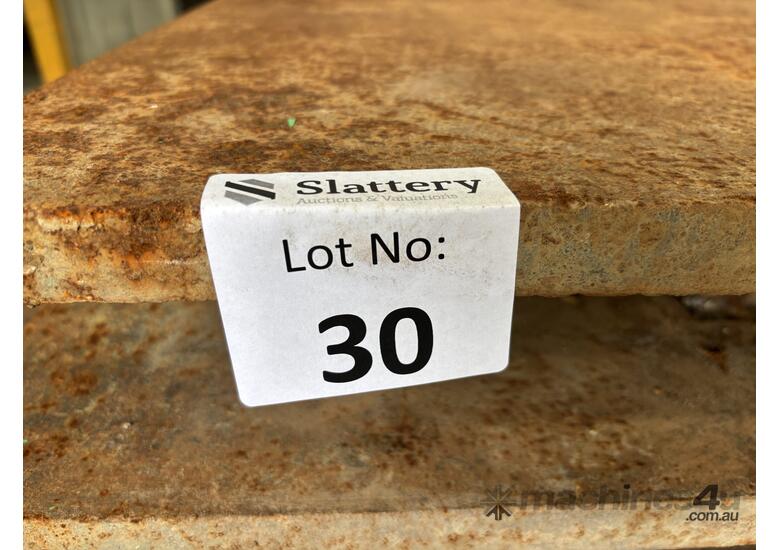 Slattery
Auctions & Valuations
Lot No:
30
machines4u
.com.au